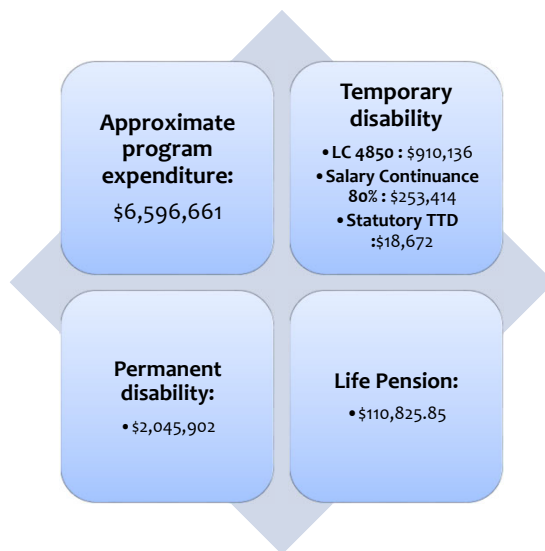 Approximate
program
expenditure:
$6,596,661
Temporary
disability
•LC 4850 : $910,136
•Salary Continuance
80% : $253,414
•Statutory TTD
:$18,672
Permanent
disability:
•$2,045,902
Life Pension:
•$110,825.85